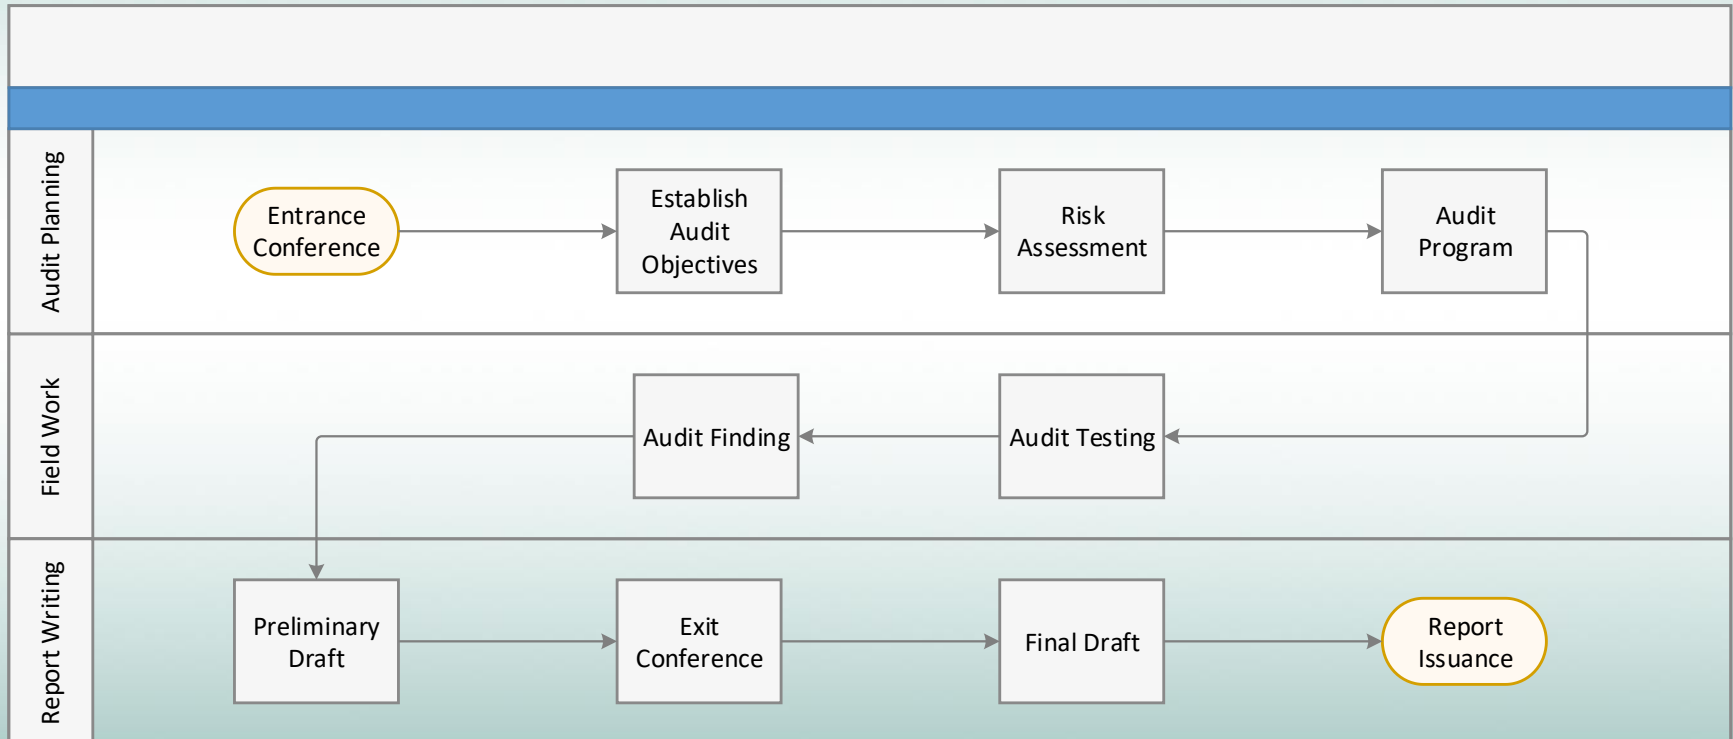 Audit Planning
Entrance
Conference
Establish
Audit
Objectives
Risk
Assessment
Audit
Program
Field Work
Audit Finding
Audit Testing
Report Writing
Preliminary
Draft
Exit
Conference
Final Draft
Report
Issuance